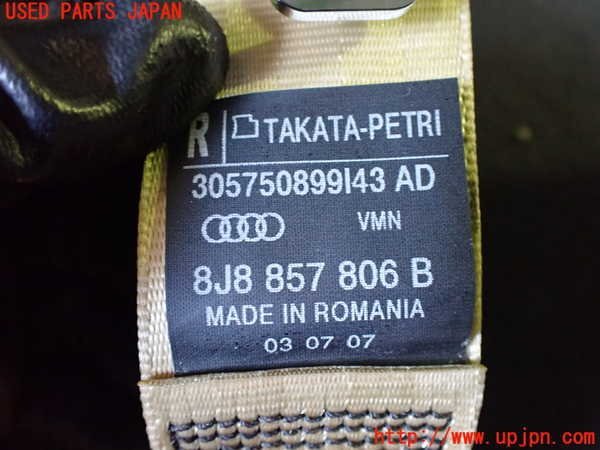 USED PARTS JAPAN
R TAKATA-PETRI
305750899I43 AD
VMN
8J8 857 806 B
MADE IN ROMANIA
03 07 07
http://www.upjpn.com/